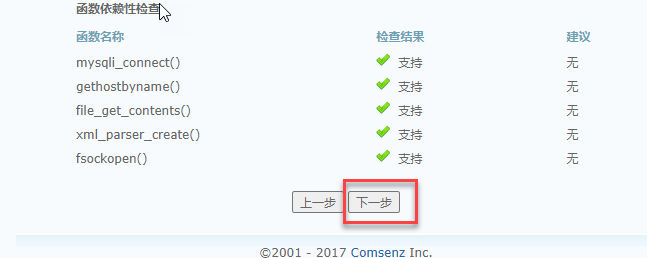 函数依赖性检查
函数名称 检查结果 建议
mysqli_connect() 支持 无
gethostbyname() 支持 无
file_get_contents() 支持 无
xml_parser_create() 支持 无
fsockopen() 支持 无
上一步 下一步
©2001 - 2017 Comsenz Inc.